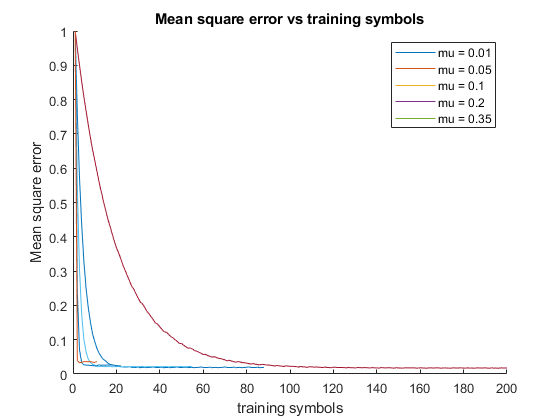 Mean square error vs training symbols
1
0.9
0.8
0.7
0.6
0.5
0.4
0.3
0.2
0.1
0
Mean square error
mu = 0.01
mu = 0.05
mu = 0.1
mu = 0.2
mu = 0.35
0 20 40 60 80 100 120 140 160 180 200
training symbols